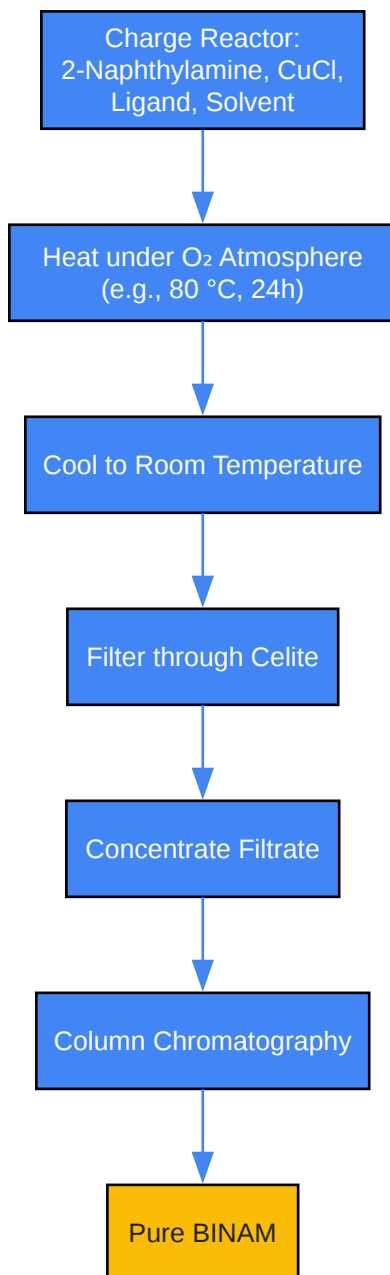 Charge Reactor:
2-Naphthylamine, CuCl,
Ligand, Solvent
Heat under O₂ Atmosphere
(e.g., 80 °C, 24h)
Cool to Room Temperature
Filter through Celite
Concentrate Filtrate
Column Chromatography
Pure BINAM